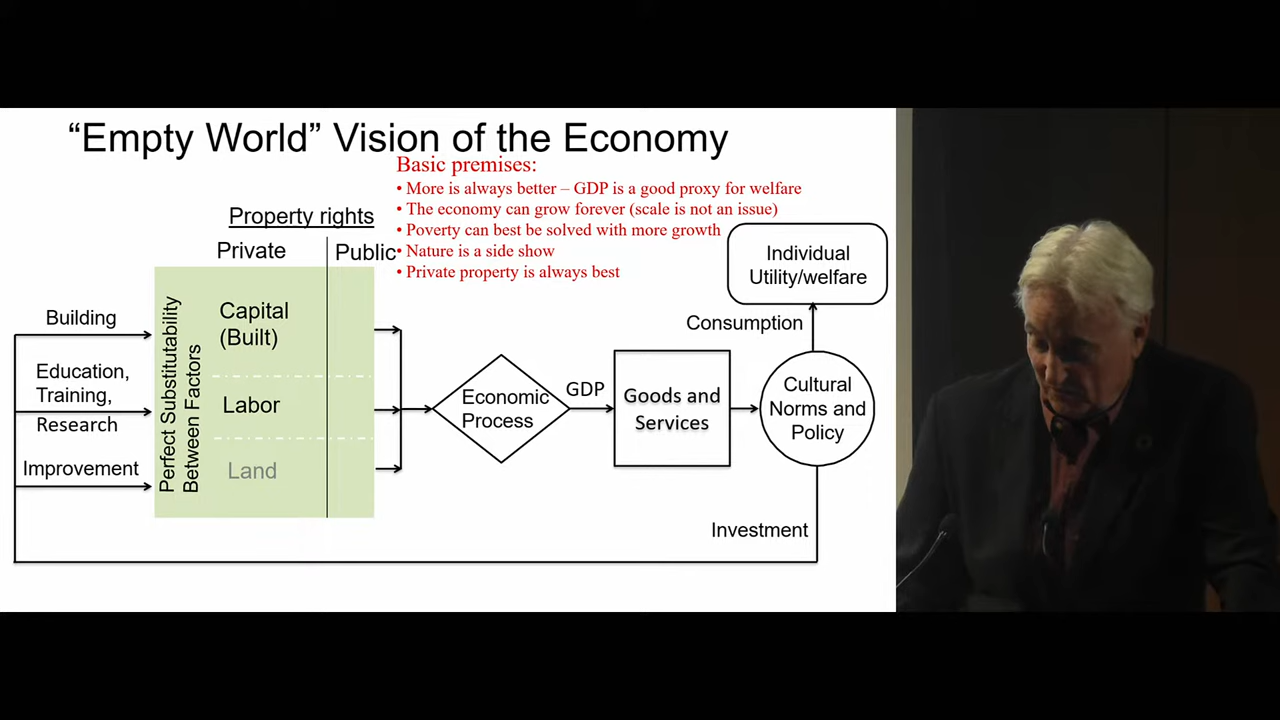 “Empty World” Vision of the Economy
Basic premises:
• More is always better – GDP is a good proxy for welfare
• The economy can grow forever (scale is not an issue)
• Poverty can best be solved with more growth
• Nature is a side show
• Private property is always best
Property rights
Private
Public
Building
Education,
Training,
Research
Improvement
Perfect Substitutability
Between Factors
Capital
(Built)
Labor
Land
Economic
Process
GDP
Goods and
Services
Cultural
Norms and
Policy
Consumption
Individual
Utility/welfare
Investment